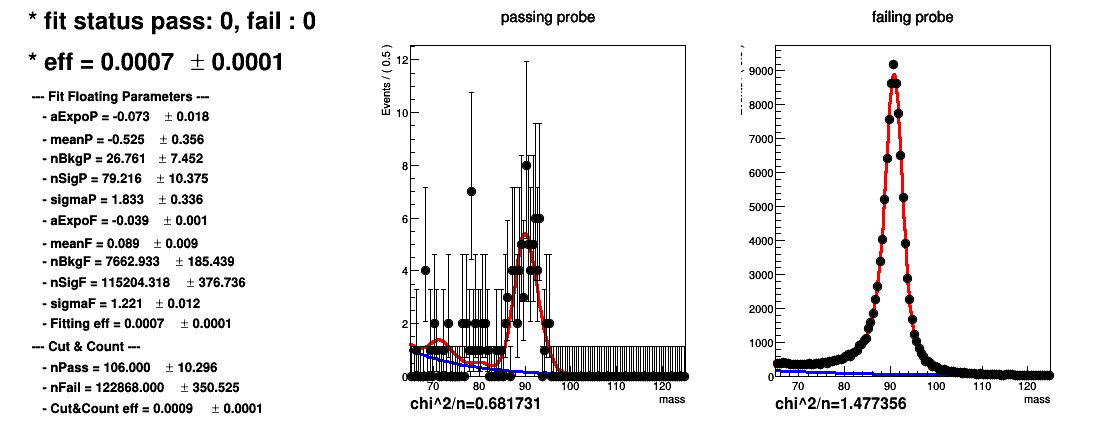 * fit status pass: 0, fail : 0
* eff = 0.0007 ± 0.0001
--- Fit Floating Parameters ---
- aExpoP = -0.073 ± 0.018
- meanP = -0.525 ± 0.356
- nBkgP = 26.761 ± 7.452
- nSigP = 79.216 ± 10.375
- sigmaP = 1.833 ± 0.336
- aExpoF = -0.039 ± 0.001
- meanF = 0.089 ± 0.009
- nBkgF = 7662.933 ± 185.439
- nSigF = 115204.318 ± 376.736
- sigmaF = 1.221 ± 0.012
- Fitting eff = 0.0007 ± 0.0001
--- Cut & Count ---
- nPass = 106.000 ± 10.296
- nFail = 122868.000 ± 350.525
- Cut&Count eff = 0.0009 ± 0.0001
passing probe
Events / ( 0.5 )
12
10
8
6
4
2
0
70 80 90 100 110 120
mass
chi^2/n=0.681731
failing probe
9000
8000
7000
6000
5000
4000
3000
2000
1000
0
70 80 90 100 110 120
mass
chi^2/n=1.477356